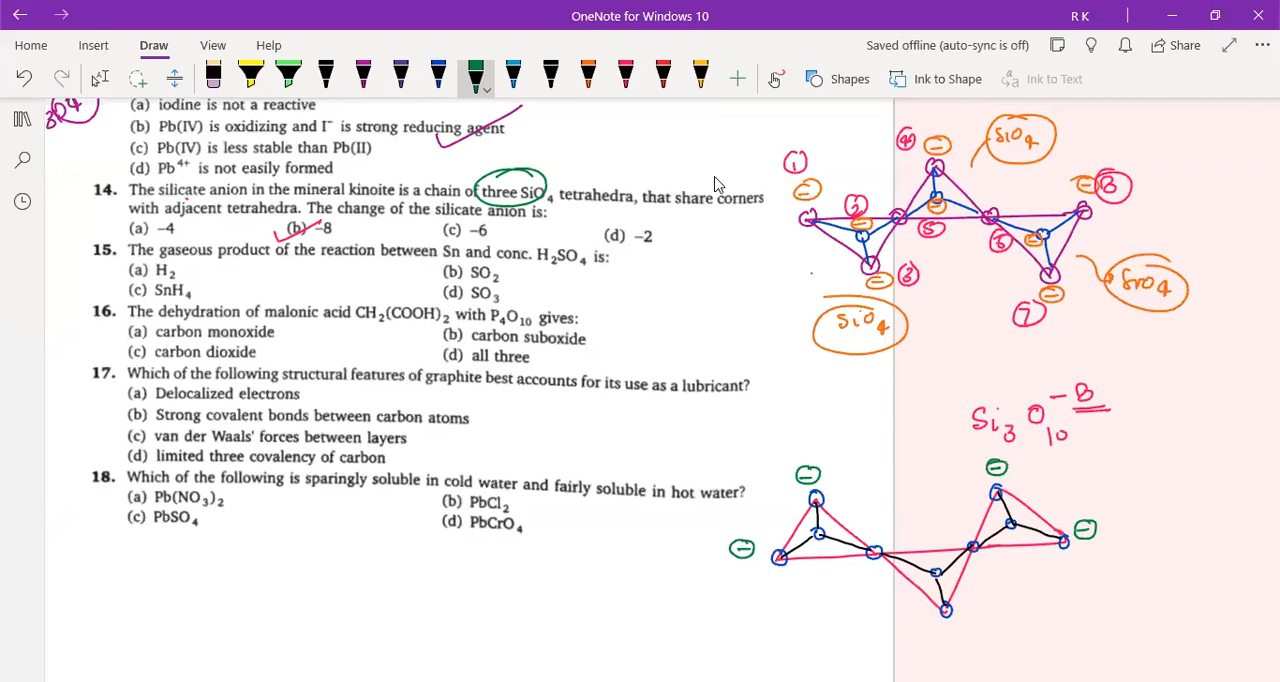 OneNote for Windows 10
R K
Home Insert Draw View Help
Saved offline (auto-sync is off)
Share
Shapes
Ink to Shape
Ink to Text
(a) iodine is not a reactive
(b) Pb(IV) is oxidizing and I⁻ is strong reducing agent
(c) Pb(IV) is less stable than Pb(II)
(d) Pb⁴⁺ is not easily formed
14. The silicate anion in the mineral kinoite is a chain of three SiO₄ tetrahedra, that share corners
with adjacent tetrahedra. The change of the silicate anion is:
(a) −4 (b) −8 (c) −6 (d) −2
15. The gaseous product of the reaction between Sn and conc. H₂SO₄ is:
(a) H₂ (b) SO₂
(c) SnH₄ (d) SO₃
16. The dehydration of malonic acid CH₂(COOH)₂ with P₄O₁₀ gives:
(a) carbon monoxide (b) carbon suboxide
(c) carbon dioxide (d) all three
17. Which of the following structural features of graphite best accounts for its use as a lubricant?
(a) Delocalized electrons
(b) Strong covalent bonds between carbon atoms
(c) van der Waals' forces between layers
(d) limited three covalency of carbon
18. Which of the following is sparingly soluble in cold water and fairly soluble in hot water?
(a) Pb(NO₃)₂ (b) PbCl₂
(c) PbSO₄ (d) PbCrO₄
① ② ③ ④ ⑤ ⑥ ⑦ ⑧
SiO₄
SiO₄
SiO₄
Si₃O₁₀⁻⁸